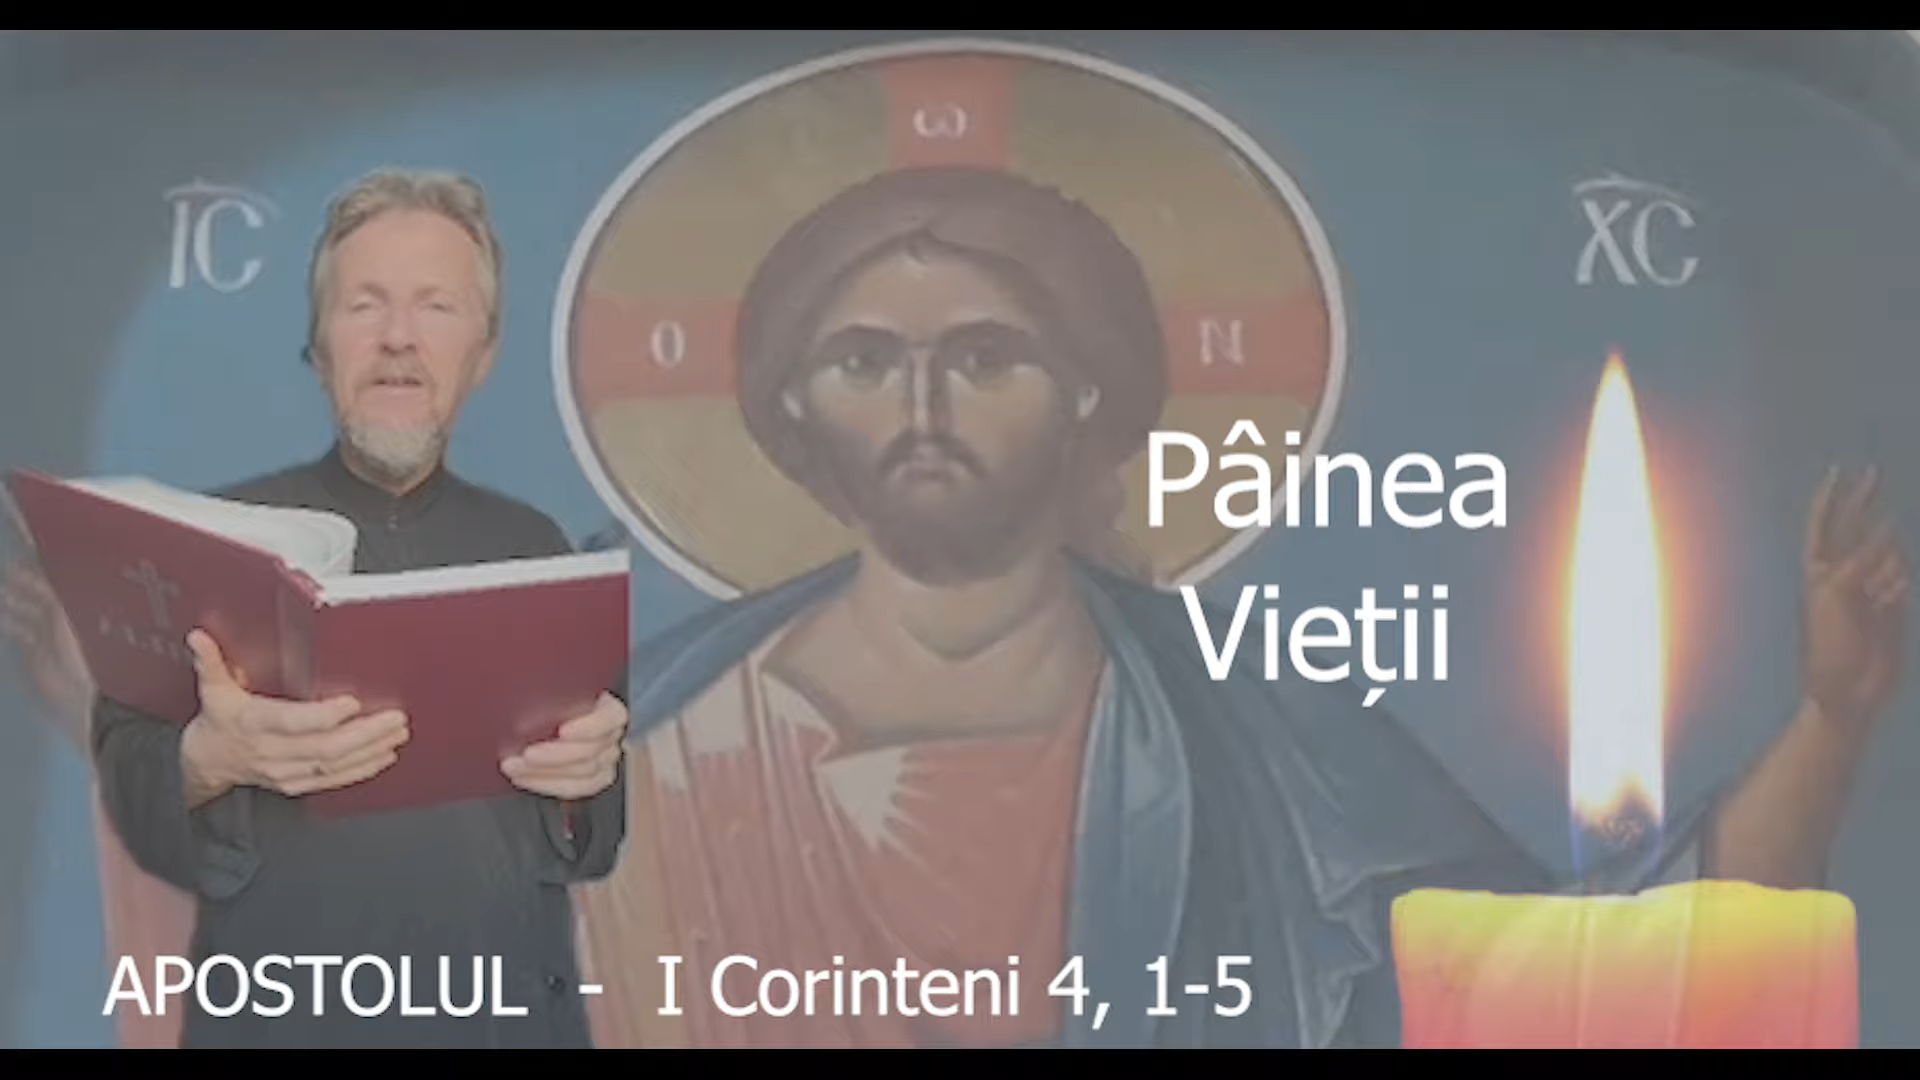 ω
IC
XC
O
N
Pâinea
Vieții
APOSTOLUL - I Corinteni 4, 1-5